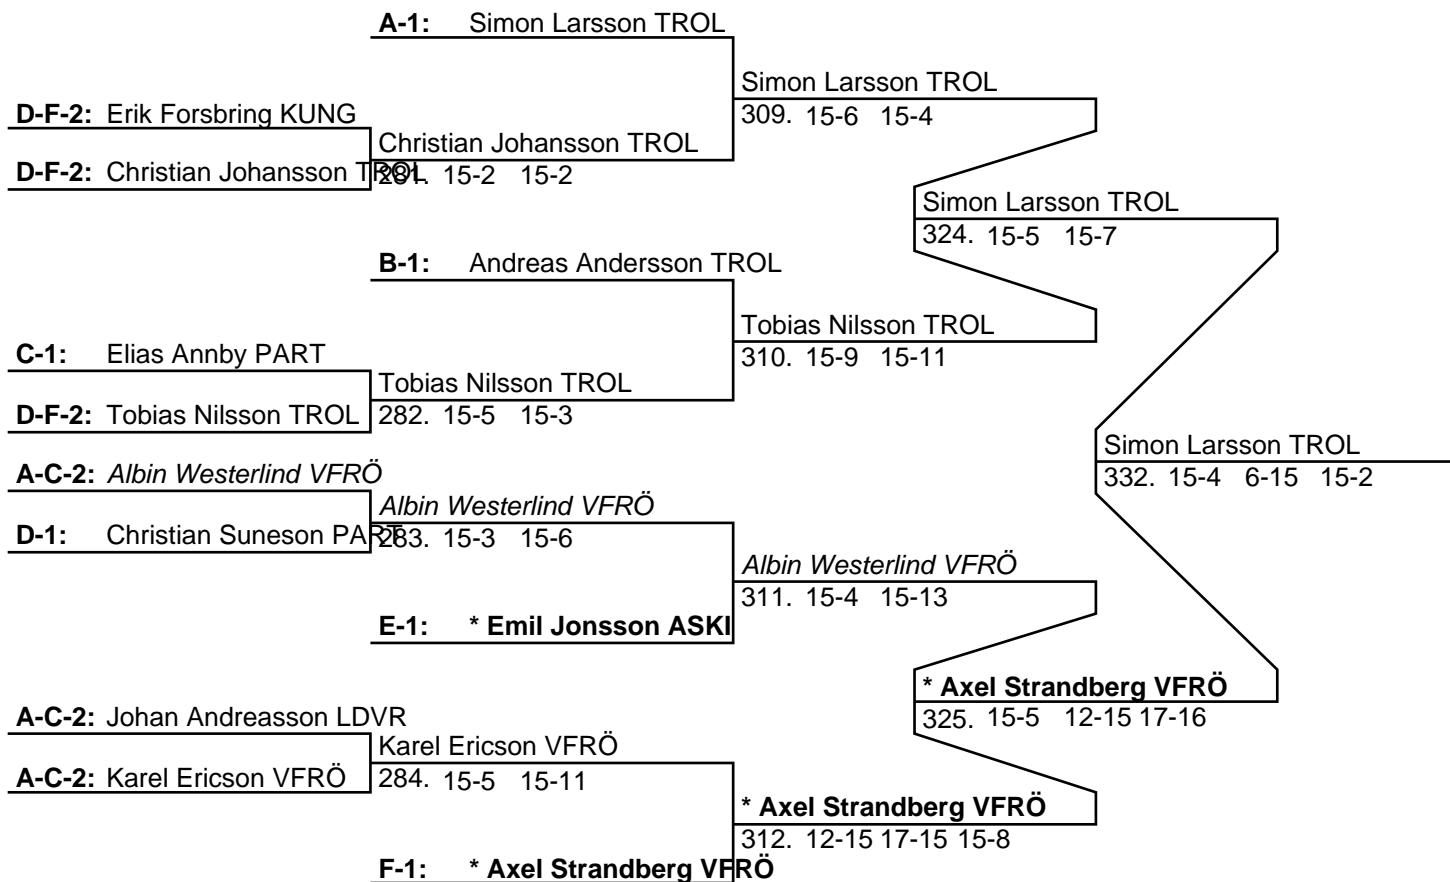 A-1: Simon Larsson TROL
Simon Larsson TROL
D-F-2: Erik Forsbring KUNG
309. 15-6 15-4
Christian Johansson TROL
D-F-2: Christian Johansson TROL
281. 15-2 15-2
Simon Larsson TROL
324. 15-5 15-7
B-1: Andreas Andersson TROL
Tobias Nilsson TROL
C-1: Elias Annby PART
310. 15-9 15-11
Tobias Nilsson TROL
D-F-2: Tobias Nilsson TROL
282. 15-5 15-3
Simon Larsson TROL
332. 15-4 6-15 15-2
A-C-2: Albin Westerlind VFRÖ
Albin Westerlind VFRÖ
D-1: Christian Suneson PART
283. 15-3 15-6
Albin Westerlind VFRÖ
311. 15-4 15-13
E-1: * Emil Jonsson ASKI
* Axel Strandberg VFRÖ
325. 15-5 12-15 17-16
A-C-2: Johan Andreasson LDVR
Karel Ericson VFRÖ
A-C-2: Karel Ericson VFRÖ
284. 15-5 15-11
* Axel Strandberg VFRÖ
312. 12-15 17-15 15-8
F-1: * Axel Strandberg VFRÖ